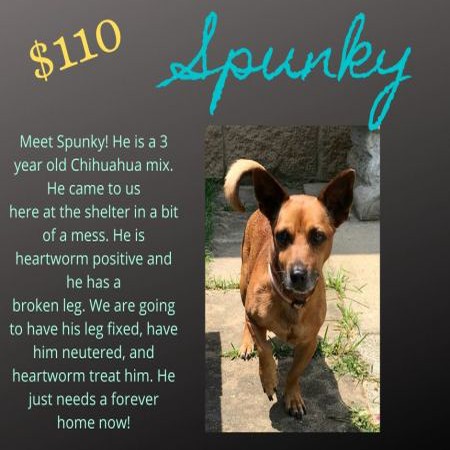 $110
Spunky
Meet Spunky! He is a 3
year old Chihuahua mix.
He came to us
here at the shelter in a bit
of a mess. He is
heartworm positive and
he has a
broken leg. We are going
to have his leg fixed, have
him neutered, and
heartworm treat him. He
just needs a forever
home now!